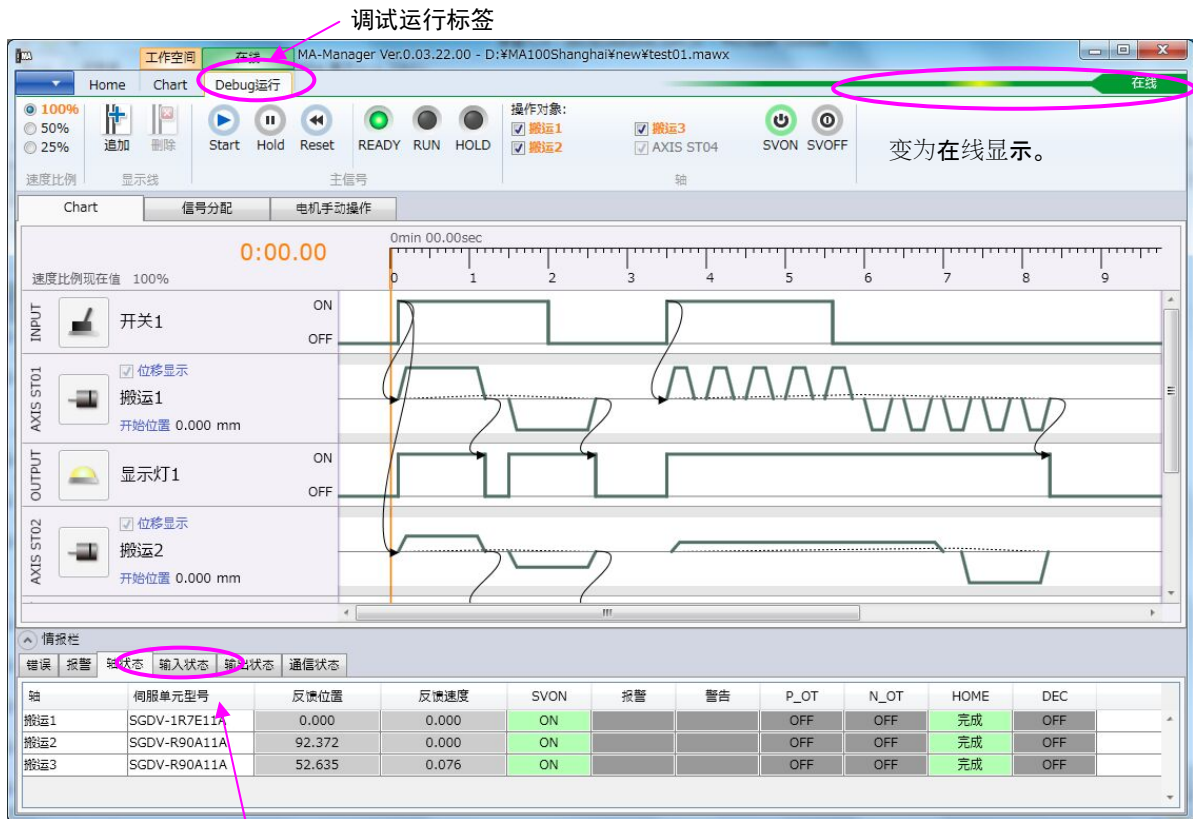 调试运行标签
工作空间 在线 MA-Manager Ver.0.03.22.00 - D:¥MA100Shanghai¥new¥test01.mawx
Home Chart Debug运行 在线
100%
50%
25%
速度比例
追加 删除
显示线
Start Hold Reset READY RUN HOLD
主信号
操作对象:
搬运1 搬运3
搬运2 AXIS ST04
SVON SVOFF
轴
变为在线显示。
Chart 信号分配 电机手动操作
0:00.00
速度比例现在值 100%
0min 00.00sec
0 1 2 3 4 5 6 7 8 9
INPUT
开关1
ON
OFF
AXIS ST01
位移显示
搬运1
开始位置 0.000 mm
OUTPUT
显示灯1
ON
OFF
AXIS ST02
位移显示
搬运2
开始位置 0.000 mm
情报栏
错误 报警 轴状态 输入状态 输出状态 通信状态
轴 伺服单元型号 反馈位置 反馈速度 SVON 报警 警告 P_OT N_OT HOME DEC
搬运1 SGDV-1R7E11A 0.000 0.000 ON OFF OFF 完成 OFF
搬运2 SGDV-R90A11A 92.372 0.000 ON OFF OFF 完成 OFF
搬运3 SGDV-R90A11A 52.635 0.076 ON OFF OFF 完成 OFF